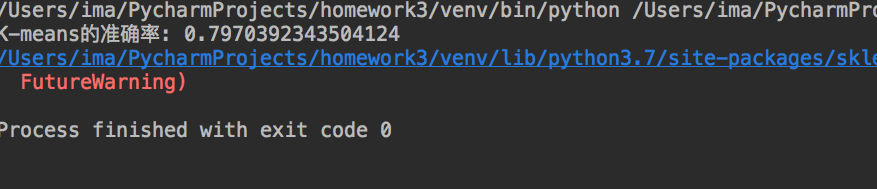 /Users/ima/PycharmProjects/homework3/venv/bin/python /Users/ima/PycharmPro
K-means的准确率: 0.7970392343504124
/Users/ima/PycharmProjects/homework3/venv/lib/python3.7/site-packages/skle
FutureWarning)
Process finished with exit code 0